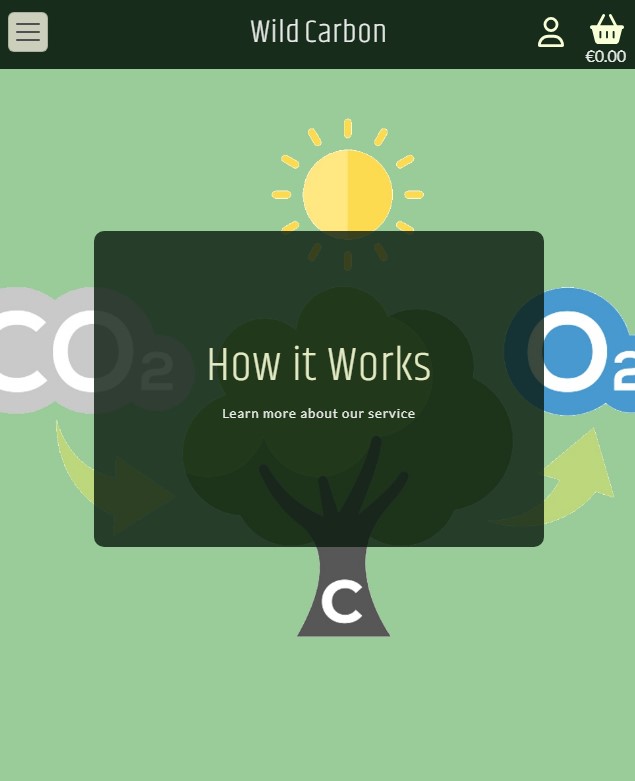 Wild Carbon
€0.00
CO₂
O₂
How it Works
Learn more about our service
C